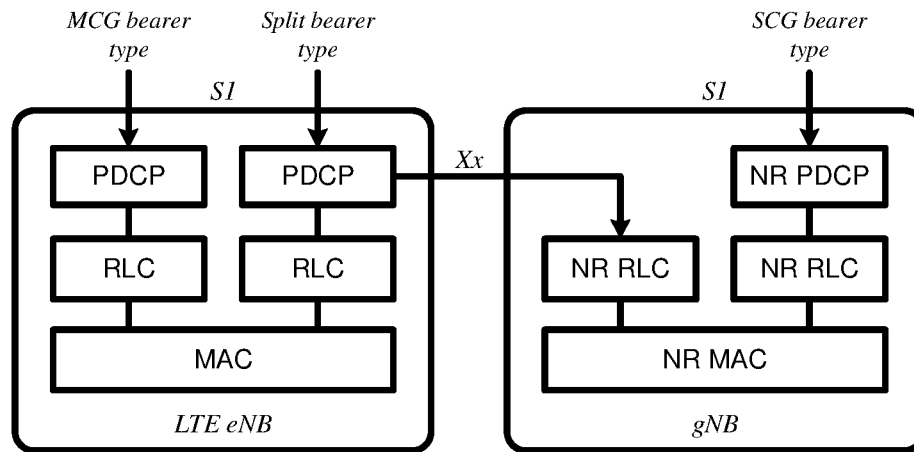 MCG bearer
type
Split bearer
type
SCG bearer
type
S1
S1
PDCP
PDCP
Xx
NR PDCP
RLC
RLC
NR RLC
NR RLC
MAC
NR MAC
LTE eNB
gNB